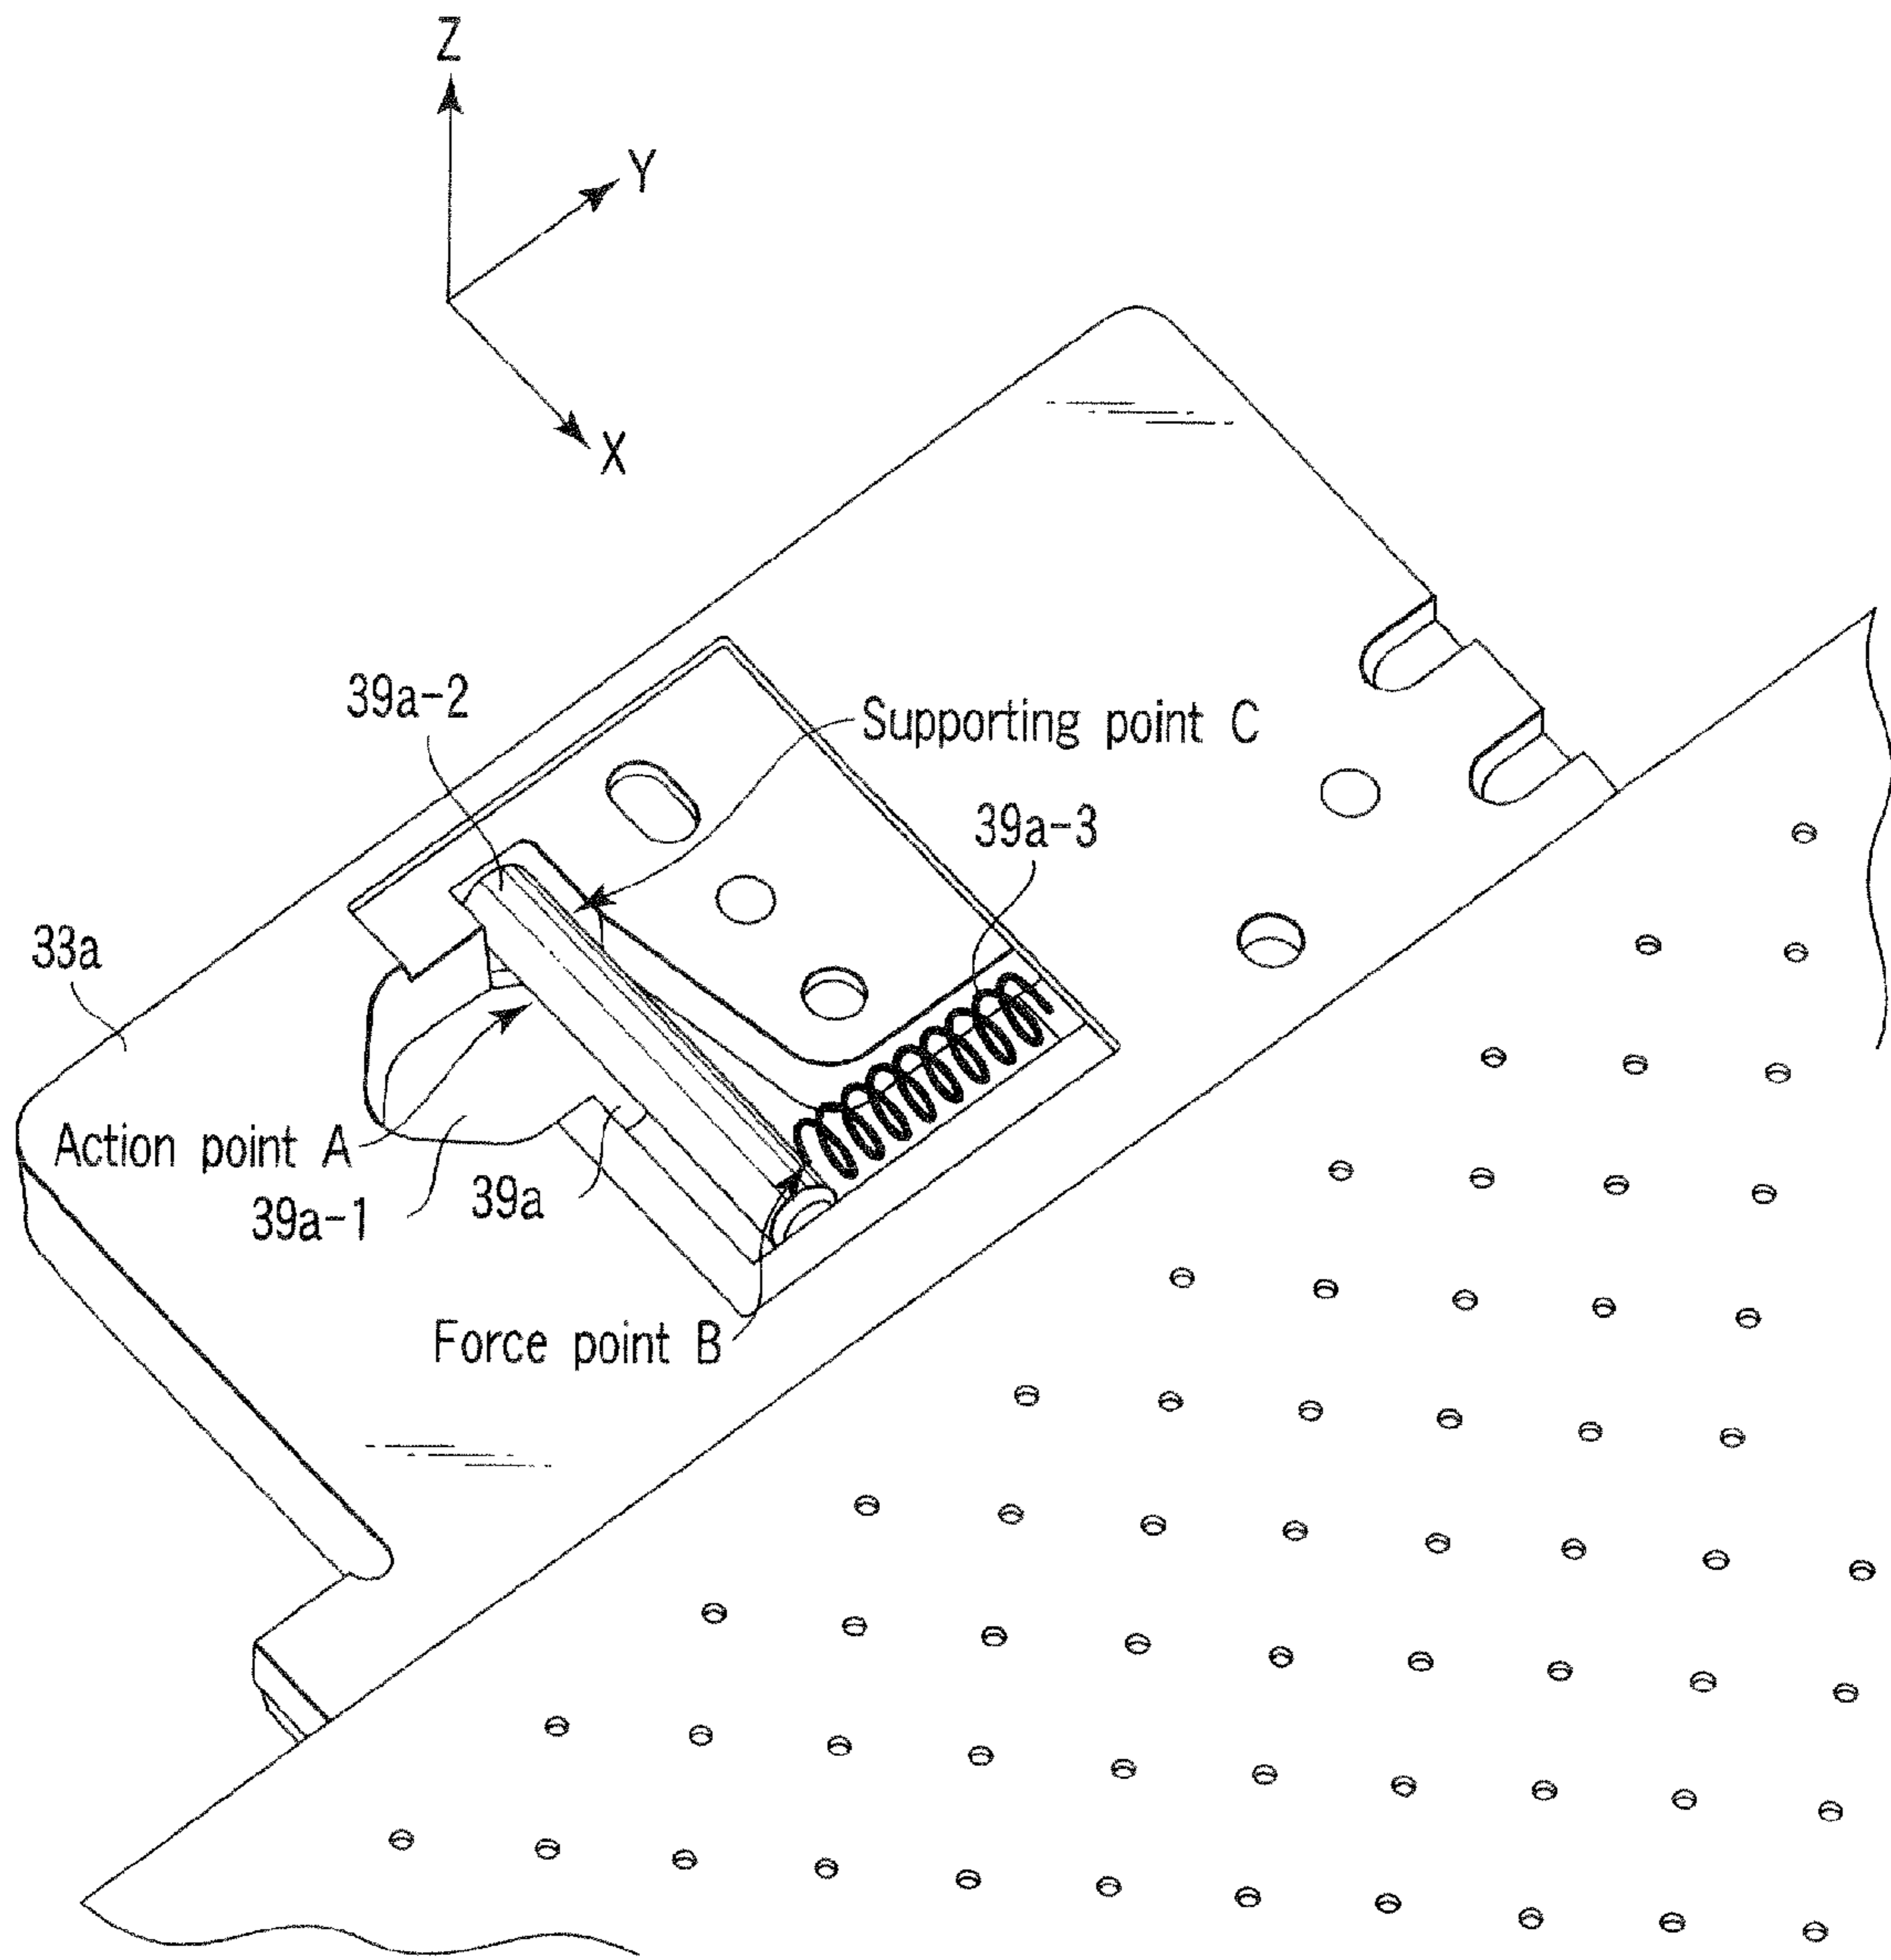 Z
Y
X
39a-2
Supporting point C
39a-3
33a
Action point A
39a-1
39a
Force point B